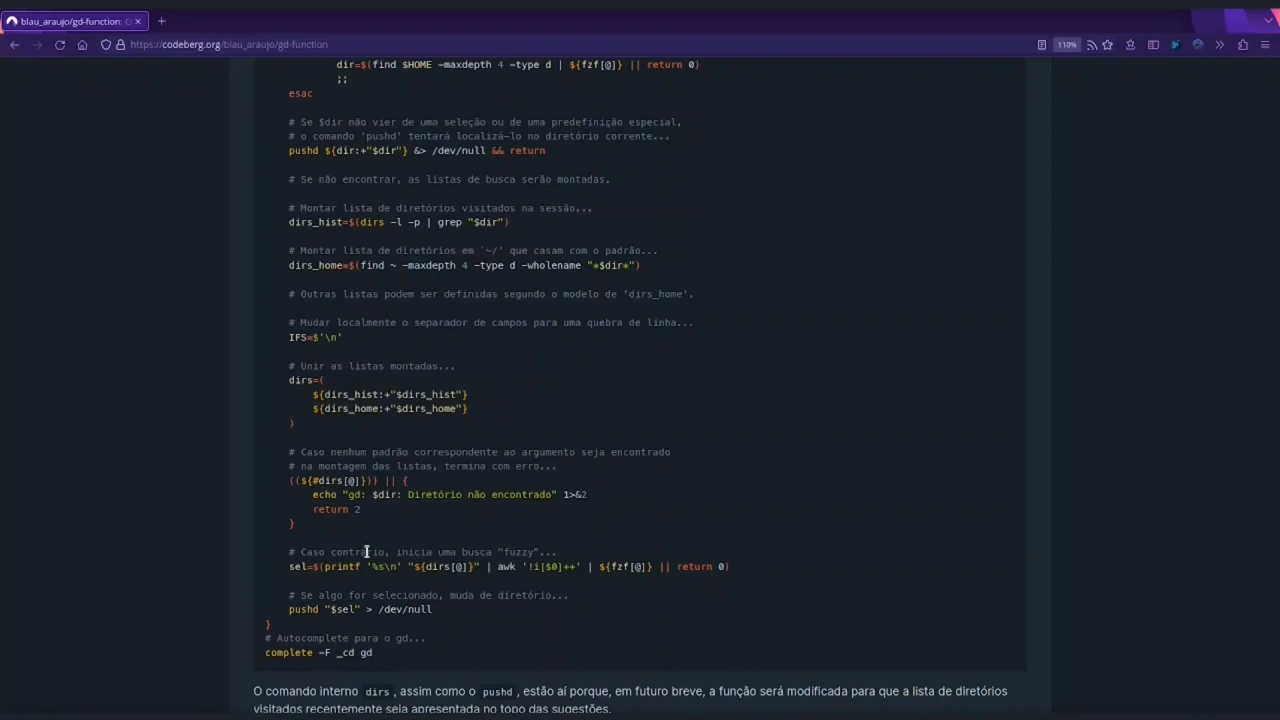 blau_araujo/gd-function: G
https://codeberg.org/blau_araujo/gd-function
110%
dir=$(find $HOME -maxdepth 4 -type d | ${fzf[@]} || return 0)
;;
esac
# Se $dir não vier de uma seleção ou de uma predefinição especial,
# o comando 'pushd' tentará localizá-lo no diretório corrente...
pushd ${dir:+"$dir"} &> /dev/null && return
# Se não encontrar, as listas de busca serão montadas.
# Montar lista de diretórios visitados na sessão...
dirs_hist=$(dirs -l -p | grep "$dir")
# Montar lista de diretórios em `~/' que casam com o padrão...
dirs_home=$(find ~ -maxdepth 4 -type d -wholename "*$dir*")
# Outras listas podem ser definidas segundo o modelo de 'dirs_home'.
# Mudar localmente o separador de campos para uma quebra de linha...
IFS=$'\n'
# Unir as listas montadas...
dirs=(
${dirs_hist:+"$dirs_hist"}
${dirs_home:+"$dirs_home"}
)
# Caso nenhum padrão correspondente ao argumento seja encontrado
# na montagem das listas, termina com erro...
((${#dirs[@]})) || {
echo "gd: $dir: Diretório não encontrado" 1>&2
return 2
}
# Caso contrário, inicia uma busca "fuzzy"...
sel=$(printf '%s\n' "${dirs[@]}" | awk '!i[$0]++' | ${fzf[@]} || return 0)
# Se algo for selecionado, muda de diretório...
pushd "$sel" > /dev/null
}
# Autocomplete para o gd...
complete -F _cd gd
O comando interno dirs, assim como o pushd, estão aí porque, em futuro breve, a função será modificada para que a lista de diretórios
visitados recentemente seja apresentada no topo das sugestões.